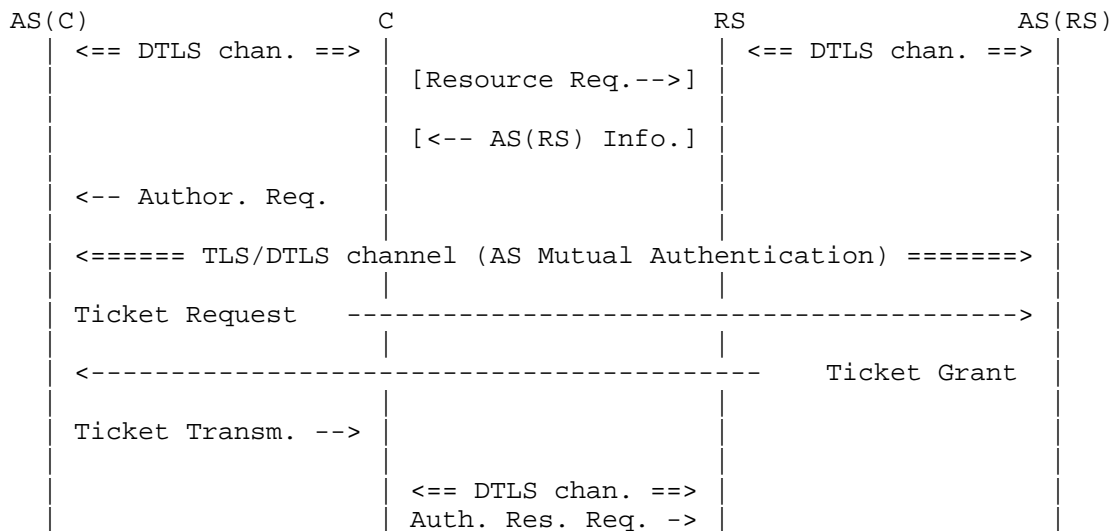 AS(C) C RS AS(RS)
| <== DTLS chan. ==> | | <== DTLS chan. ==> |
| | [Resource Req.-->] | |
| | | |
| | [<-- AS(RS) Info.] | |
| | | |
| <-- Author. Req. | | |
| | | |
| <====== TLS/DTLS channel (AS Mutual Authentication) =======> |
| | | |
| Ticket Request ------------------------------------------> |
| | | |
| <------------------------------------------ Ticket Grant |
| | | |
| Ticket Transm. --> | | |
| | | |
| | <== DTLS chan. ==> | |
| | Auth. Res. Req. -> | |